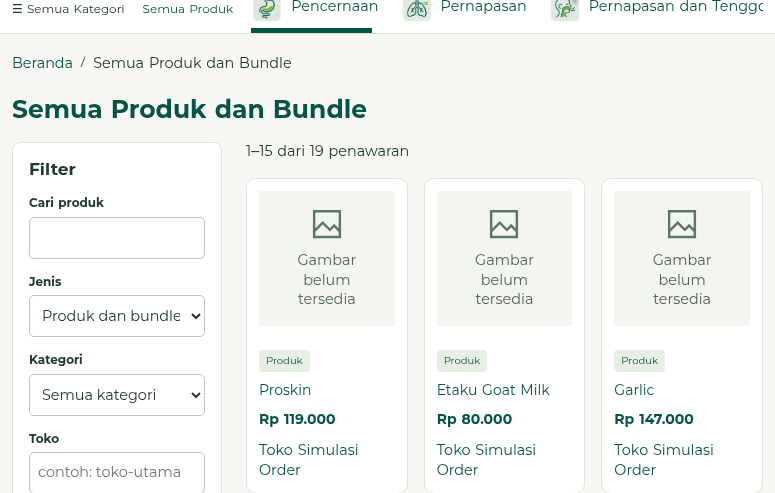 ☰ Semua Kategori Semua Produk Pencernaan Pernapasan Pernapasan dan Tenggo
Beranda / Semua Produk dan Bundle
Semua Produk dan Bundle
Filter
Cari produk
Jenis
Produk dan bundle
Kategori
Semua kategori
Toko
contoh: toko-utama
1–15 dari 19 penawaran
Gambar
belum
tersedia
Produk
Proskin
Rp 119.000
Toko Simulasi
Order
Gambar
belum
tersedia
Produk
Etaku Goat Milk
Rp 80.000
Toko Simulasi
Order
Gambar
belum
tersedia
Produk
Garlic
Rp 147.000
Toko Simulasi
Order